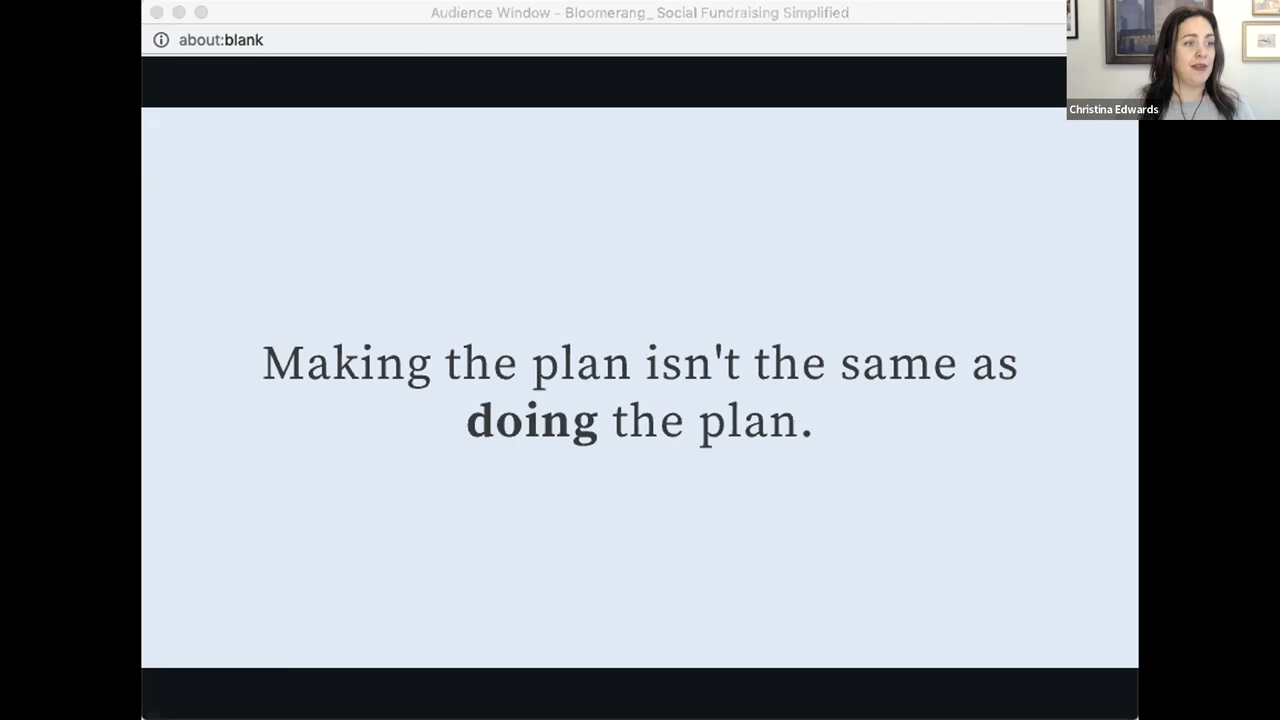 Audience Window - Bloomerang_ Social Fundraising Simplified
about:blank
Christina Edwards
Making the plan isn't the same as
doing the plan.